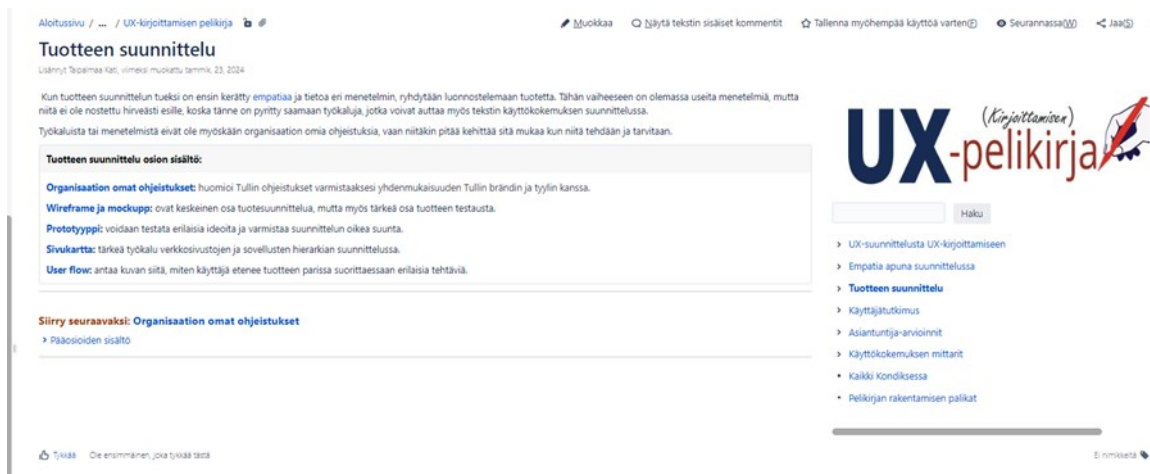 Aloitussivu / ... / UX-kirjoittamisen pelikirja
Muokkaa Näytä tekstin sisäiset kommentit Tallenna myöhempää käyttöä varten(F) Seurannassa(W) Jaa(S)
Tuotteen suunnittelu
Lisännyt Taipalmaa Kati, viimeksi muokattu tammik. 23, 2024
Kun tuotteen suunnittelun tueksi on ensin kerätty empatiaa ja tietoa eri menetelmin, ryhdytään luonnostelemaan tuotetta. Tähän vaiheeseen on olemassa useita menetelmiä, mutta
niitä ei ole nostettu hirveästi esille, koska tänne on pyritty saamaan työkaluja, jotka voivat auttaa myös tekstin käyttökokemuksen suunnittelussa.
Työkaluista tai menetelmistä eivät ole myöskään organisaation omia ohjeistuksia, vaan niitäkin pitää kehittää sitä mukaa kun niitä tehdään ja tarvitaan.
Tuotteen suunnittelu osion sisältö:
Organisaation omat ohjeistukset: huomioi Tullin ohjeistukset varmistaaksesi yhdenmukaisuuden Tullin brändin ja tyylin kanssa.
Wireframe ja mockupp: ovat keskeinen osa tuotesuunnittelua, mutta myös tärkeä osa tuotteen testausta.
Prototyyppi: voidaan testata erilaisia ideoita ja varmistaa suunnittelun oikea suunta.
Sivukartta: tärkeä työkalu verkkosivustojen ja sovellusten hierarkian suunnittelussa.
User flow: antaa kuvan siitä, miten käyttäjä etenee tuotteen parissa suorittaessaan erilaisia tehtäviä.
Siirry seuraavaksi: Organisaation omat ohjeistukset
Pääosioiden sisältö
(Kirjoittamisen)
UX-pelikirja
Haku
UX-suunnittelusta UX-kirjoittamiseen
Empatia apuna suunnittelussa
Tuotteen suunnittelu
Käyttäjätutkimus
Asiantuntija-arvioinnit
Käyttökokemuksen mittarit
Kaikki Kondiksessa
Pelikirjan rakentamisen palikat
Tykkää Ole ensimmäinen, joka tykkää tästä
Ei nimikkeitä